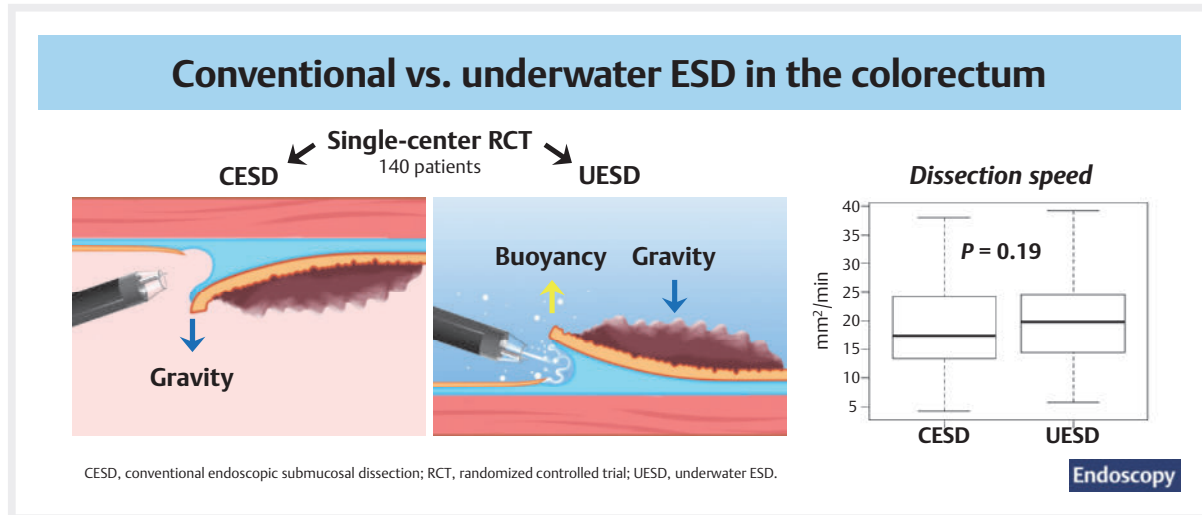 Conventional vs. underwater ESD in the colorectum
Single-center RCT
140 patients
CESD
UESD
Gravity
Buoyancy
Gravity
Dissection speed
mm²/min
40
35
30
25
20
15
10
5
P = 0.19
CESD
UESD
CESD, conventional endoscopic submucosal dissection; RCT, randomized controlled trial; UESD, underwater ESD.
Endoscopy